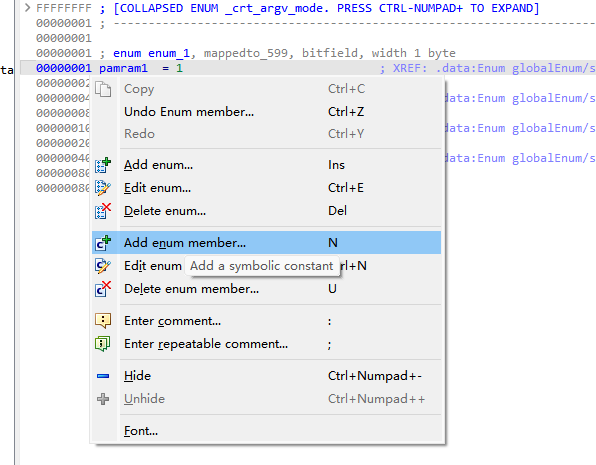 FFFFFFFF ; [COLLAPSED ENUM _crt_argv_mode. PRESS CTRL-NUMPAD+ TO EXPAND]
00000001 ; ---------------------------------------------------------------------------
00000001
00000001 ; enum enum_1, mappedto_599, bitfield, width 1 byte
ta 00000001 pamram1 = 1 ; XREF: .data:Enum globalEnum/s
00000002
00000004 data:Enum globalEnum/s
00000008
00000010 data:Enum globalEnum/s
00000020
00000040 data:Enum globalEnum/s
00000080
00000080
Copy Ctrl+C
Undo Enum member... Ctrl+Z
Redo Ctrl+Y
Add enum... Ins
Edit enum... Ctrl+E
Delete enum... Del
Add enum member... N
Edit enum Ctrl+N
Add a symbolic constant
Delete enum member... U
Enter comment... :
Enter repeatable comment... ;
Hide Ctrl+Numpad+-
Unhide Ctrl+Numpad++
Font...